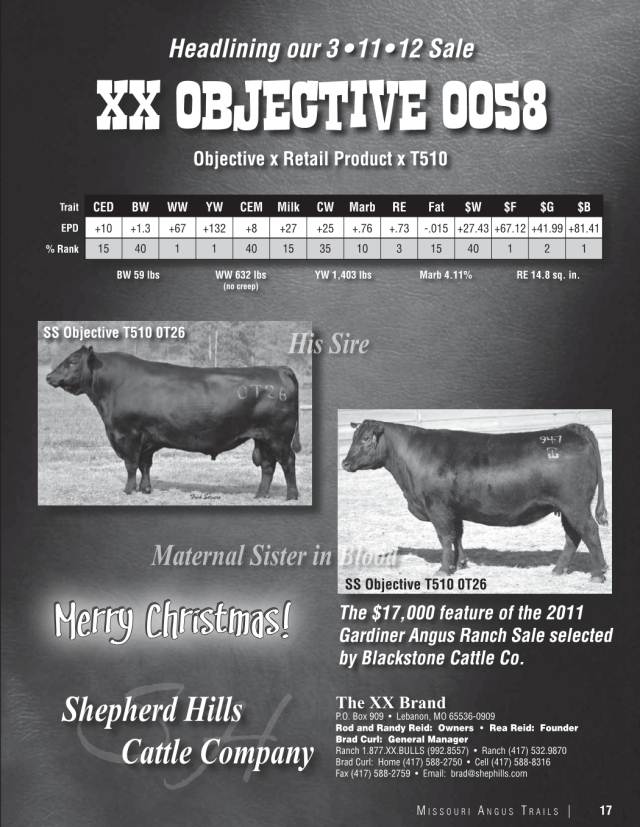 Headlining our 3•11•12 Sale
XX OBJECTIVE 0058
Objective x Retail Product x T510
Trait CED BW WW YW CEM Milk CW Marb RE Fat $W $F $G $B
EPD +10 +1.3 +67 +132 +8 +27 +25 +.76 +.73 -.015 +27.43 +67.12 +41.99 +81.41
% Rank 15 40 1 1 40 15 35 10 3 15 40 1 2 1
BW 59 lbs WW 632 lbs YW 1,403 lbs Marb 4.11% RE 14.8 sq. in.
(no creep)
SS Objective T510 0T26
His Sire
0T26
947
Maternal Sister in Blood
SS Objective T510 0T26
Merry Christmas!
The $17,000 feature of the 2011
Gardiner Angus Ranch Sale selected
by Blackstone Cattle Co.
SH
Shepherd Hills
Cattle Company
The XX Brand
P.O. Box 909 • Lebanon, MO 65536-0909
Rod and Randy Reid: Owners • Rea Reid: Founder
Brad Curl: General Manager
Ranch 1.877.XX.BULLS (992.8557) • Ranch (417) 532.9870
Brad Curl: Home (417) 588-2750 • Cell (417) 588-8316
Fax (417) 588-2759 • Email: brad@shephills.com
MISSOURI ANGUS TRAILS | 17